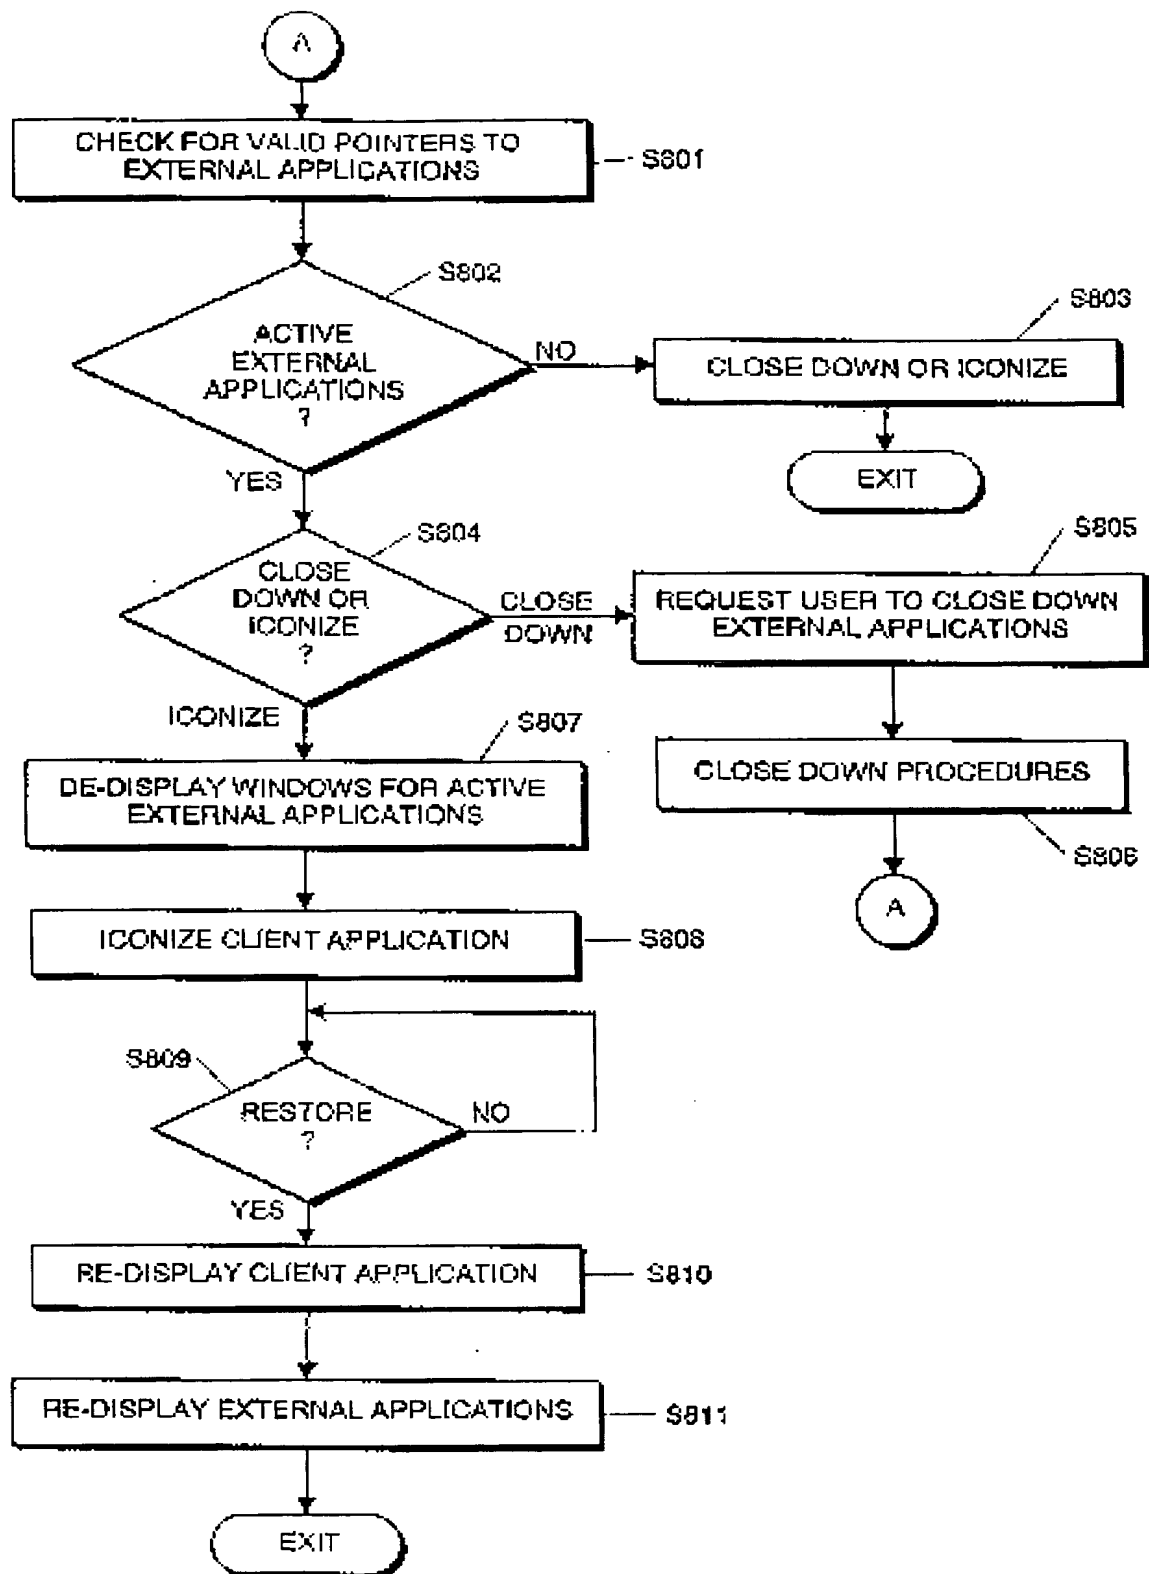 A
CHECK FOR VALID POINTERS TO
EXTERNAL APPLICATIONS
S801
S802
ACTIVE
EXTERNAL
APPLICATIONS
?
NO
S803
CLOSE DOWN OR ICONIZE
EXIT
YES
S804
CLOSE
DOWN OR
ICONIZE
?
CLOSE
DOWN
S805
REQUEST USER TO CLOSE DOWN
EXTERNAL APPLICATIONS
CLOSE DOWN PROCEDURES
S806
A
ICONIZE
S807
DE-DISPLAY WINDOWS FOR ACTIVE
EXTERNAL APPLICATIONS
ICONIZE CLIENT APPLICATION
S808
S809
RESTORE
?
NO
YES
RE-DISPLAY CLIENT APPLICATION
S810
RE-DISPLAY EXTERNAL APPLICATIONS
S811
EXIT